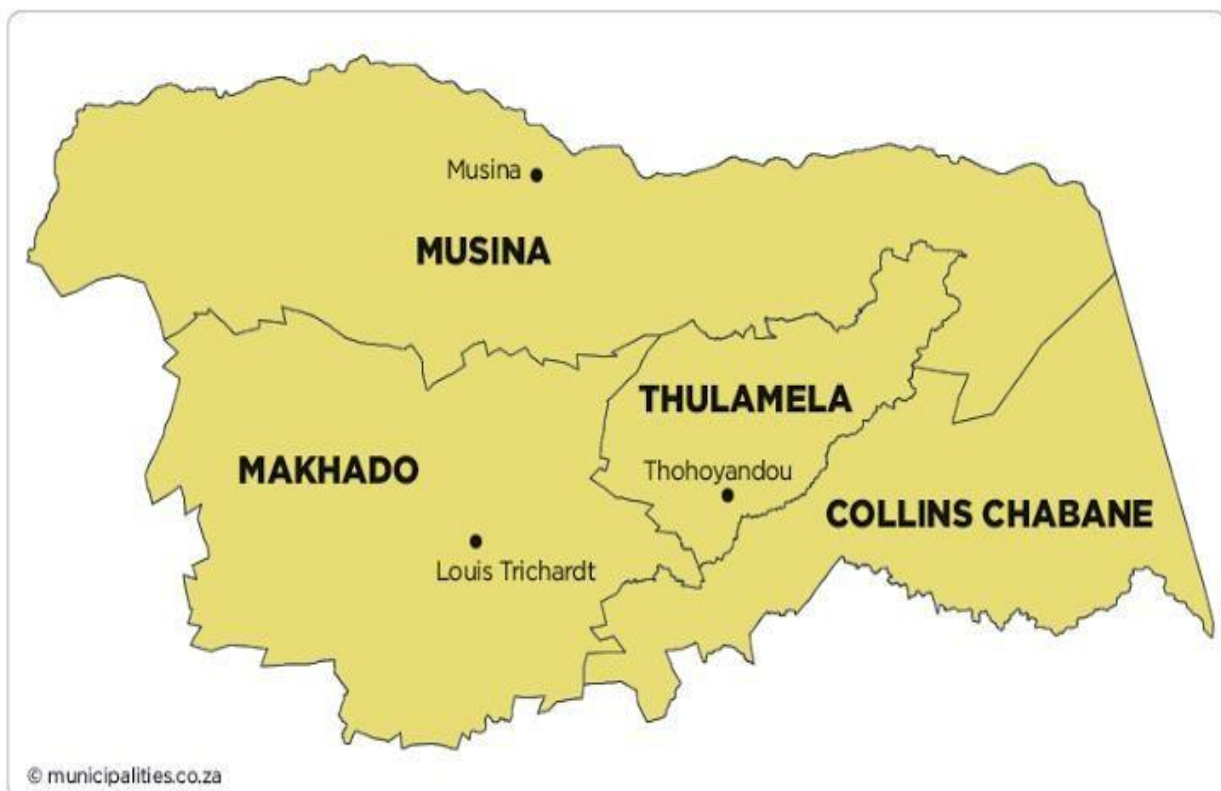 Musina
MUSINA
THULAMELA
MAKHADO
Thohoyandou
COLLINS CHABANE
Louis Trichardt
© municipalities.co.za